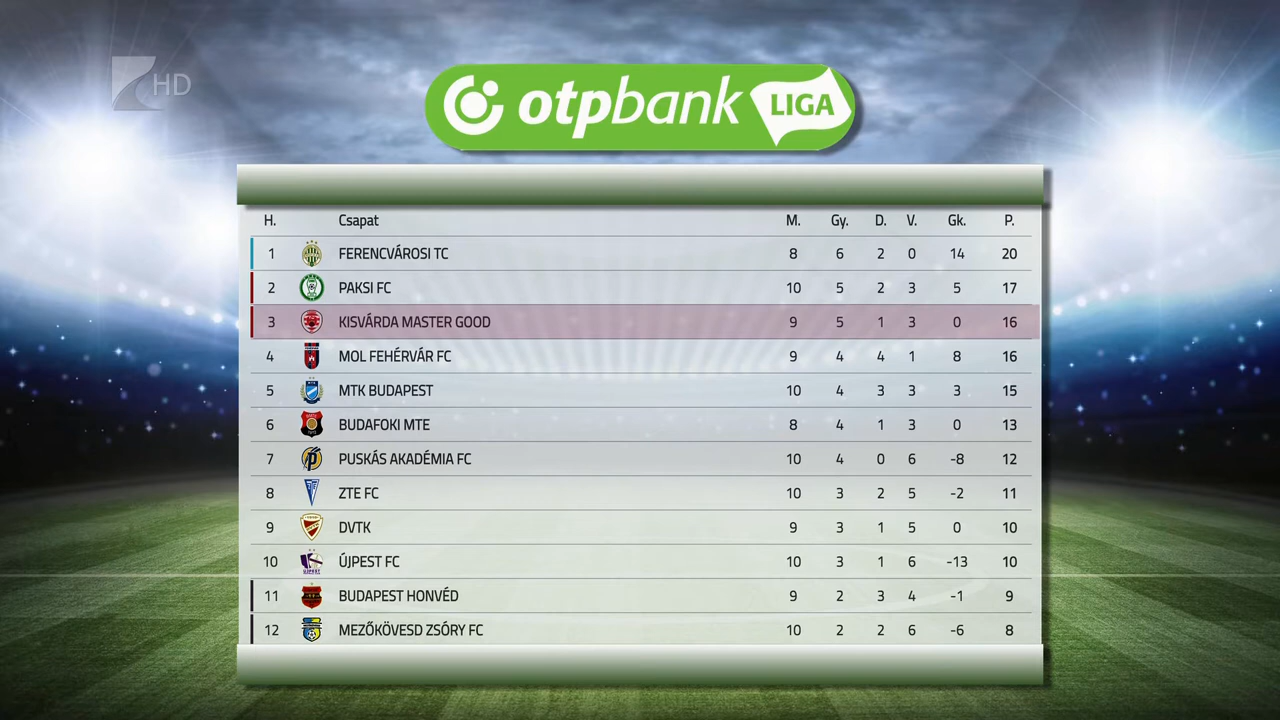 HD
otpbank LIGA
H. Csapat M. Gy. D. V. Gk. P.
1 FERENCVÁROSI TC 8 6 2 0 14 20
2 PAKSI FC 10 5 2 3 5 17
3 KISVÁRDA MASTER GOOD 9 5 1 3 0 16
4 MOL FEHÉRVÁR FC 9 4 4 1 8 16
5 MTK BUDAPEST 10 4 3 3 3 15
6 BUDAFOKI MTE 8 4 1 3 0 13
7 PUSKÁS AKADÉMIA FC 10 4 0 6 -8 12
8 ZTE FC 10 3 2 5 -2 11
9 DVTK 9 3 1 5 0 10
10 ÚJPEST FC 10 3 1 6 -13 10
11 BUDAPEST HONVÉD 9 2 3 4 -1 9
12 MEZŐKÖVESD ZSÓRY FC 10 2 2 6 -6 8